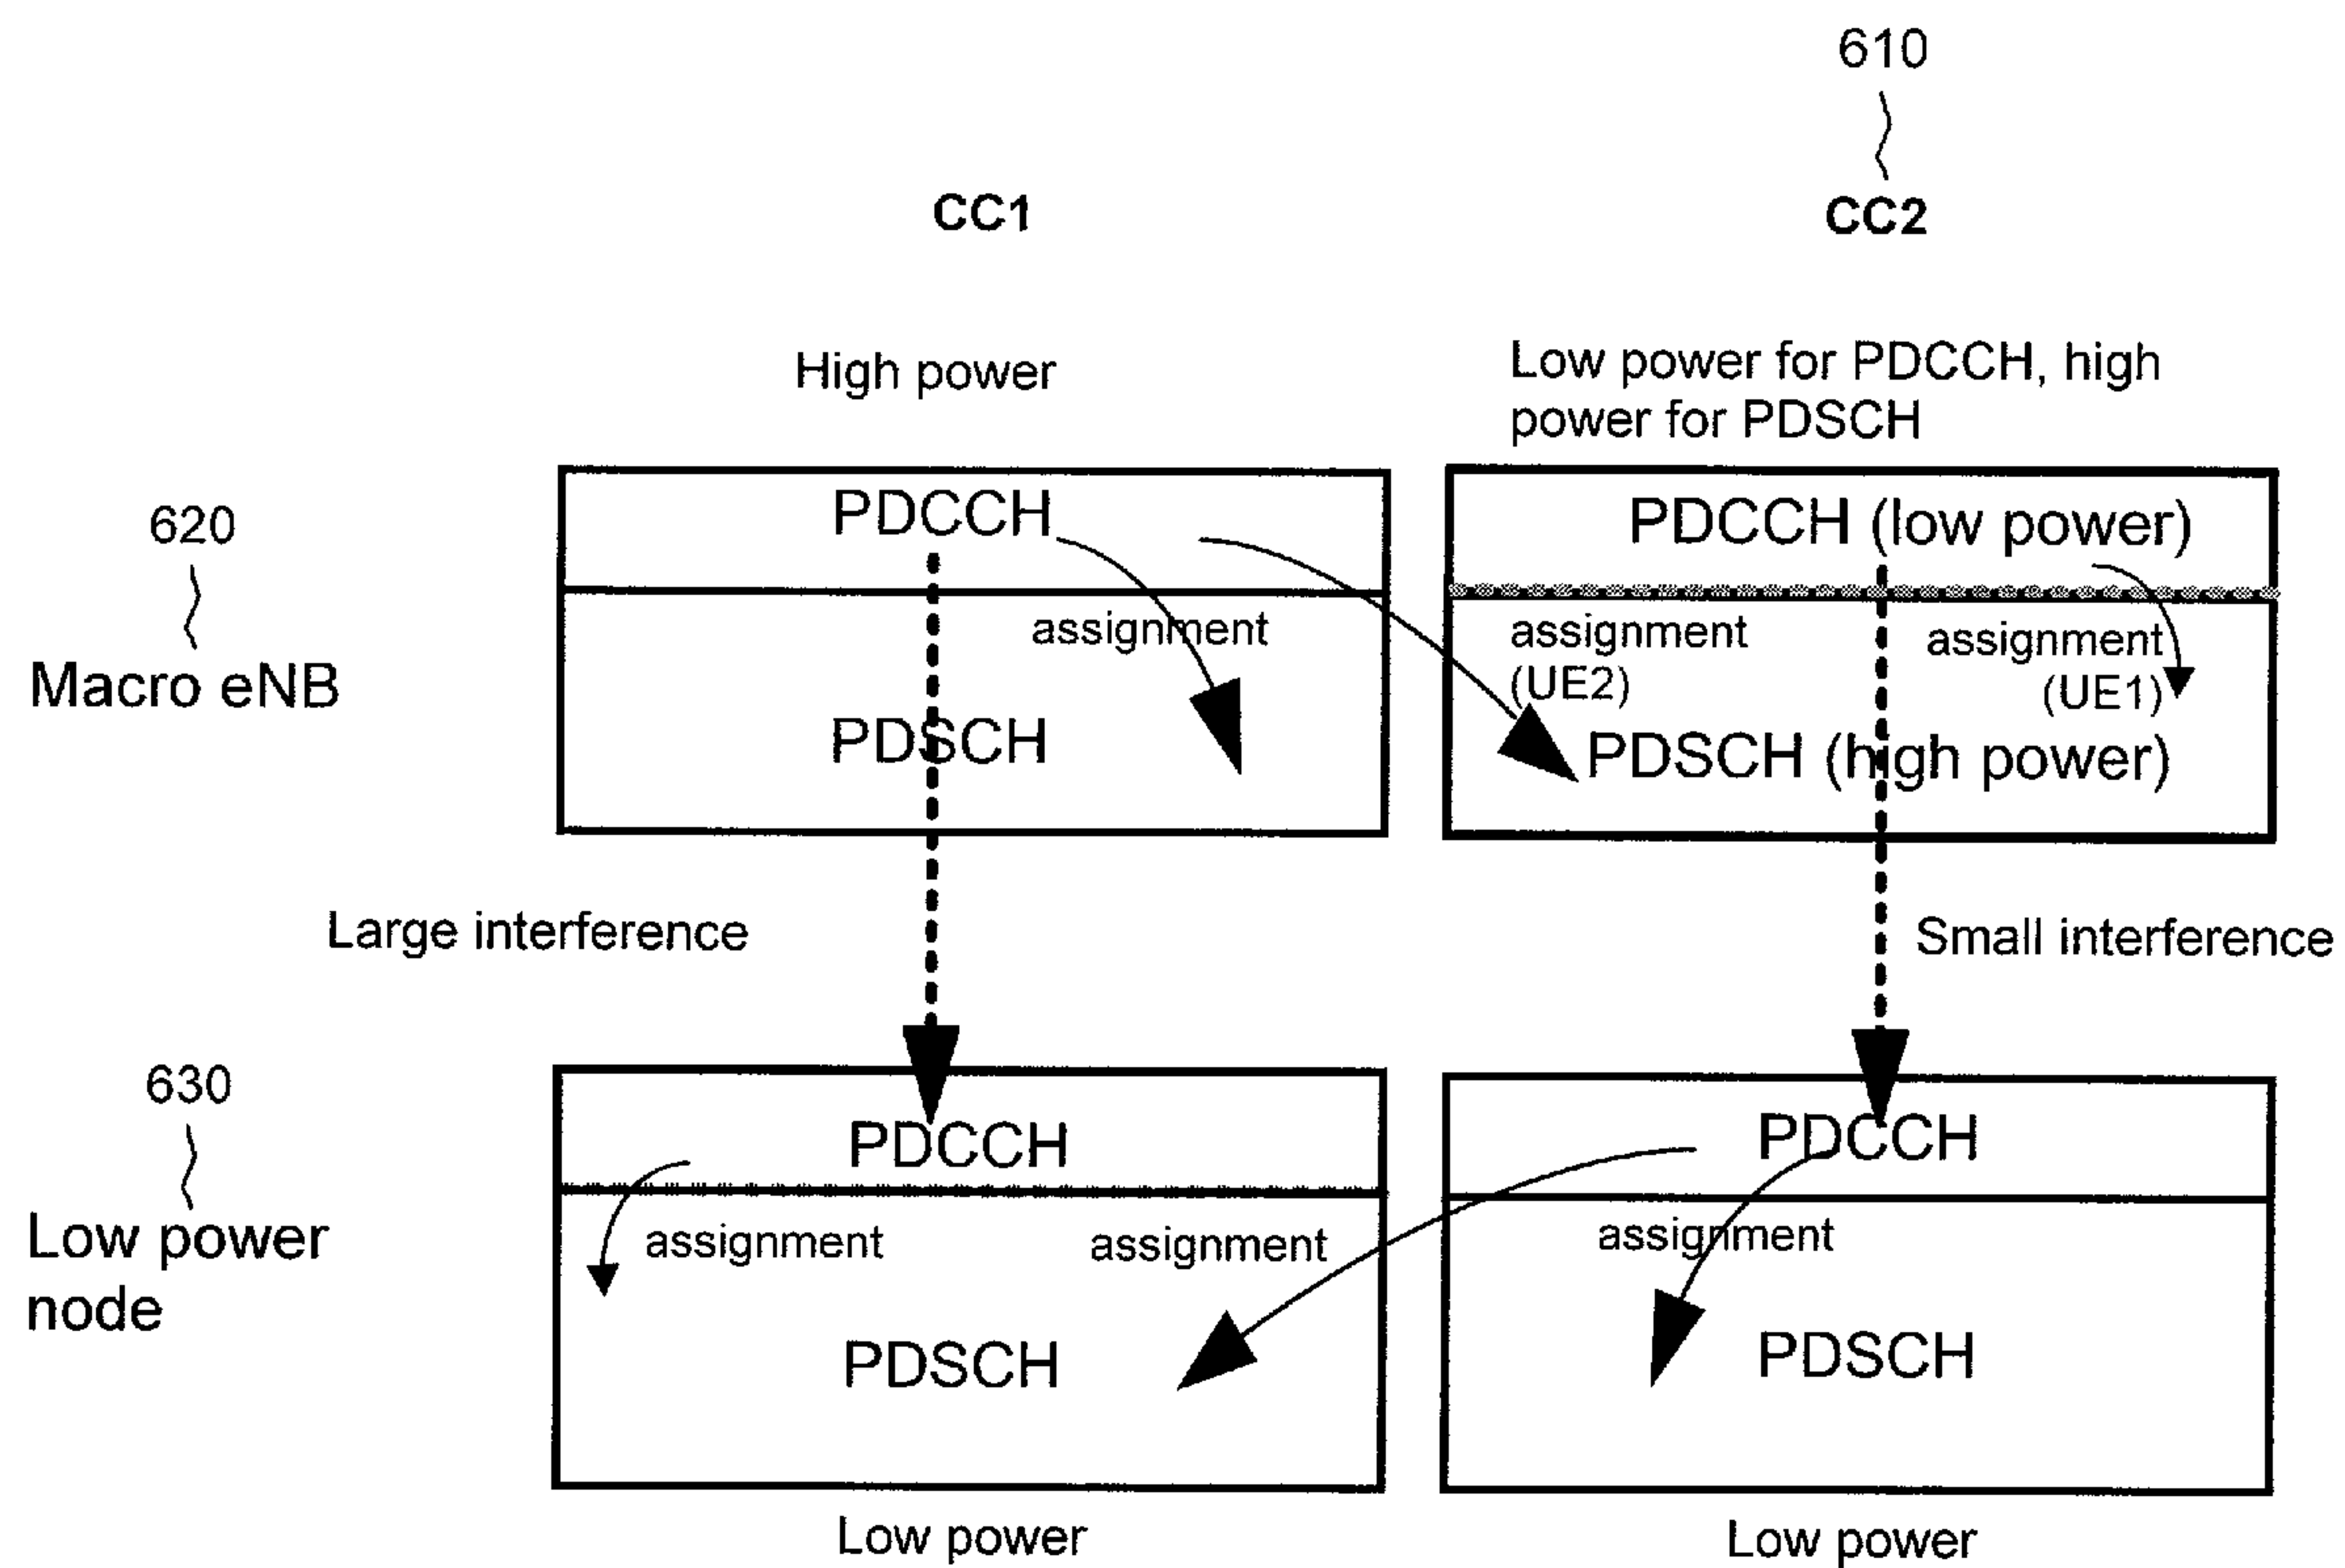 610
CC1
CC2
High power
Low power for PDCCH, high
power for PDSCH
620
Macro eNB
PDCCH
assignment
PDSCH
PDCCH (low power)
assignment
(UE2)
assignment
(UE1)
PDSCH (high power)
Large interference
Small interference
630
Low power
node
PDCCH
assignment
assignment
PDSCH
PDCCH
assignment
PDSCH
Low power
Low power